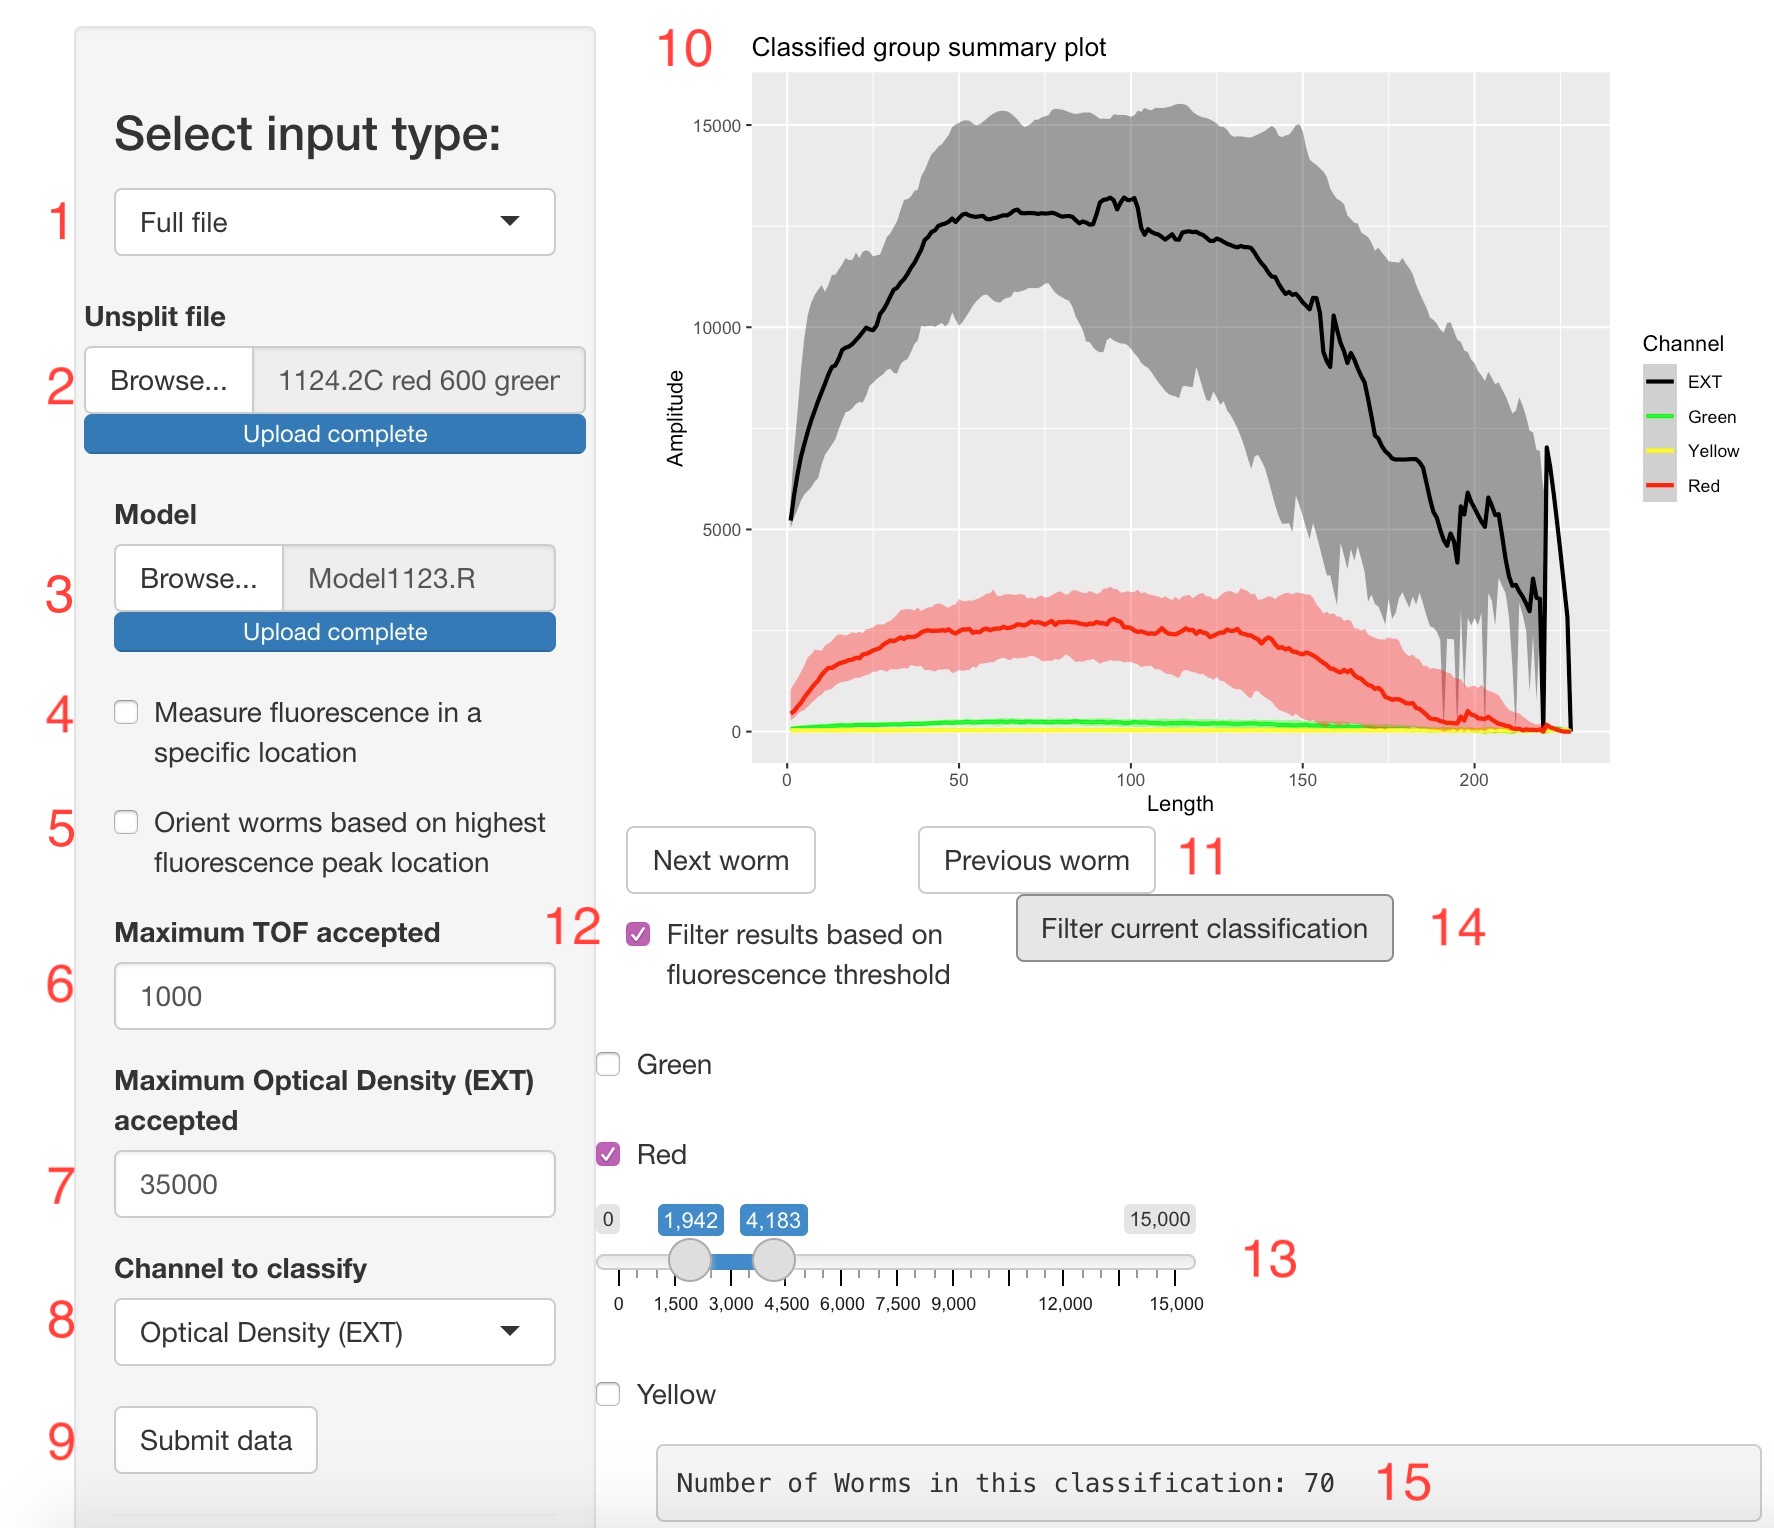 Select input type:
1
Full file
Unsplit file
2
Browse...
1124.2C red 600 greer
Upload complete
Model
3
Browse...
Model1123.R
Upload complete
4
Measure fluorescence in a
specific location
5
Orient worms based on highest
fluorescence peak location
Maximum TOF accepted
6
1000
Maximum Optical Density (EXT)
accepted
7
35000
Channel to classify
8
Optical Density (EXT)
9
Submit data
10
Classified group summary plot
15000
10000
5000
0
Amplitude
0 50 100 150 200
Length
Channel
EXT
Green
Yellow
Red
Next worm
Previous worm
11
12
Filter results based on
fluorescence threshold
Filter current classification
14
Green
Red
0 1,942 4,183 15,000
13
0 1,500 3,000 4,500 6,000 7,500 9,000 12,000 15,000
Yellow
Number of Worms in this classification: 70
15